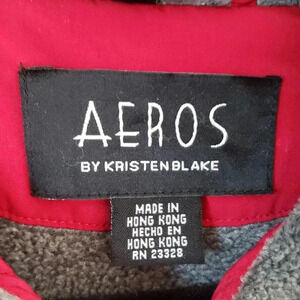 AEROS
BY KRISTEN BLAKE
MADE IN
HONG KONG
HECHO EN
HONG KONG
RN 23328